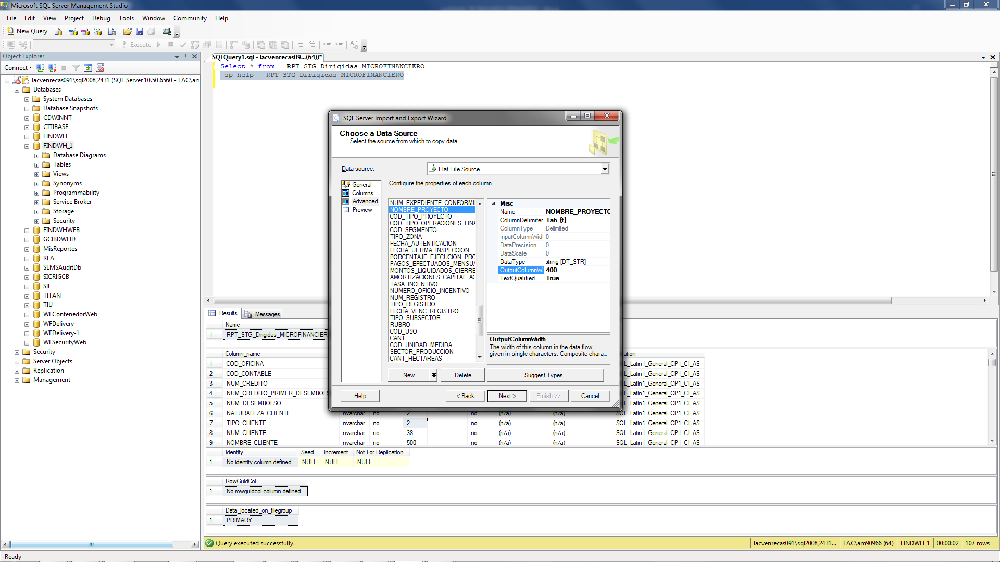 Microsoft SQL Server Management Studio
File Edit View Project Debug Tools Window Community Help
New Query
Execute
Object Explorer
Connect
lacvenrecas091\sql2008,2431 (SQL Server 10.50.6560 - LAC\am
Databases
System Databases
Database Snapshots
CDWINNT
CITIBASE
FINDWH
FINDWH_1
Database Diagrams
Tables
Views
Synonyms
Programmability
Service Broker
Storage
Security
FINDWHWEB
GCIBDWHD
MisReportes
REA
SEMSAuditDb
SICRIGCB
SIF
TITAN
TIU
WFContenedorWeb
WFDelivery
WFDelivery-1
WFSecurityWeb
Security
Server Objects
Replication
Management
SQLQuery1.sql - lacvenrecas09...(64))*
Select * from RPT_STG_Dirigidas_MICROFINANCIERO
sp_help RPT_STG_Dirigidas_MICROFINANCIERO
SQL Server Import and Export Wizard
Choose a Data Source
Select the source from which to copy data.
Data source: Flat File Source
General
Columns
Advanced
Preview
Configure the properties of each column.
NUM_EXPEDIENTE_CONFORMI
NOMBRE_PROYECTO
COD_TIPO_PROYECTO
COD_TIPO_OPERACIONES_FINA
COD_SEGMENTO
TIPO_ZONA
FECHA_AUTENTICACION
FECHA_ULTIMA_INSPECCION
PORCENTAJE_EJECUCION_PRO
PAGOS_EFECTUADOS_MENSUA
MONTOS_LIQUIDADOS_CIERRE
AMORTIZACIONES_CAPITAL_AC
TASA_INCENTIVO
NUMERO_OFICIO_INCENTIVO
NUM_REGISTRO
TIPO_REGISTRO
FECHA_VENC_REGISTRO
TIPO_SUBSECTOR
RUBRO
COD_USO
CANT
COD_UNIDAD_MEDIDA
SECTOR_PRODUCCION
CANT_HECTAREAS
Misc
Name NOMBRE_PROYECTO
ColumnDelimiter Tab {t}
ColumnType Delimited
InputColumnWidt 0
DataPrecision 0
DataScale 0
DataType string [DT_STR]
OutputColumnWi 400
TextQualified True
OutputColumnWidth
The width of this column in the data flow,
given in single characters. Composite chara...
New Delete Suggest Types...
Help < Back Next > Finish >>| Cancel
Results Messages
Name
1 RPT_STG_Dirigidas_MICROFINANCIER
Column_name lation
1 COD_OFICINA SQL_Latin1_General_CP1_CI_AS
2 COD_CONTABLE SQL_Latin1_General_CP1_CI_AS
3 NUM_CREDITO SQL_Latin1_General_CP1_CI_AS
4 NUM_CREDITO_PRIMER_DESEMBOLS SQL_Latin1_General_CP1_CI_AS
5 NUM_DESEMBOLSO SQL_Latin1_General_CP1_CI_AS
6 NATURALEZA_CLIENTE nvarchar no 2 no (n/a) (n/a) SQL_Latin1_General_CP1_CI_AS
7 TIPO_CLIENTE nvarchar no 2 no (n/a) (n/a) SQL_Latin1_General_CP1_CI_AS
8 NUM_CLIENTE nvarchar no 38 no (n/a) (n/a) SQL_Latin1_General_CP1_CI_AS
9 NOMBRE_CLIENTE nvarchar no 500 no (n/a) (n/a) SQL_Latin1_General_CP1_CI_AS
Identity Seed Increment Not For Replication
1 No identity column defined. NULL NULL NULL
RowGuidCol
1 No rowguidcol column defined.
Data_located_on_filegroup
1 PRIMARY
Query executed successfully. lacvenrecas091\sql2008,2431... LAC\am90966 (64) FINDWH_1 00:00:02 107 rows
Ready